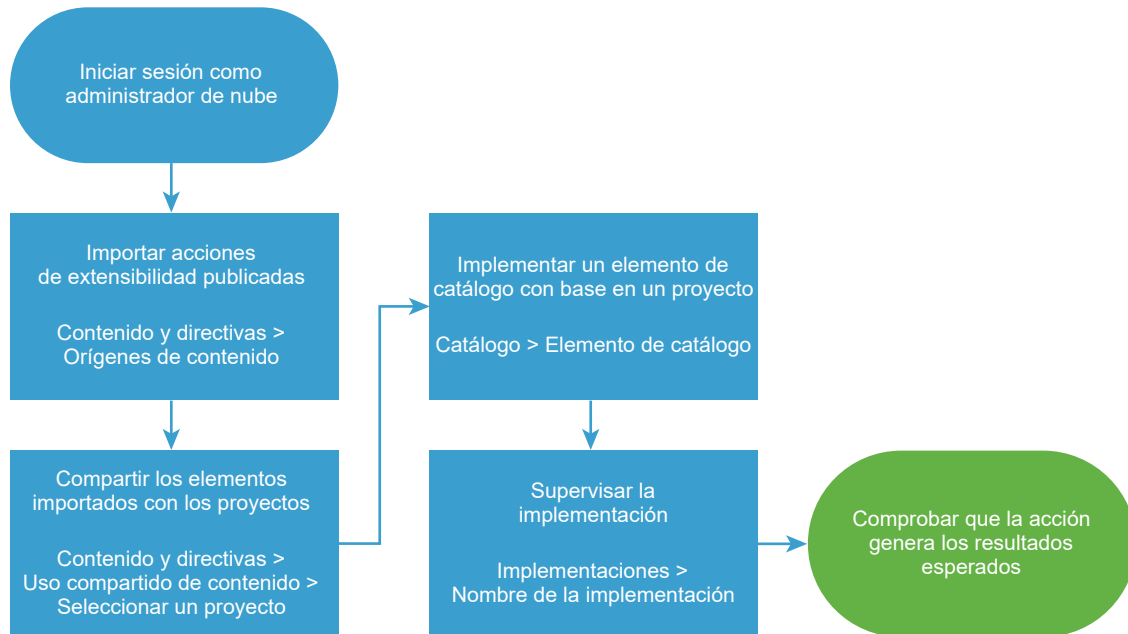 Iniciar sesión como
administrador de nube
Importar acciones
de extensibilidad publicadas
Contenido y directivas >
Orígenes de contenido
Compartir los elementos
importados con los proyectos
Contenido y directivas >
Uso compartido de contenido >
Seleccionar un proyecto
Implementar un elemento de
catálogo con base en un proyecto
Catálogo > Elemento de catálogo
Supervisar la
implementación
Implementaciones >
Nombre de la implementación
Comprobar que la acción
genera los resultados
esperados